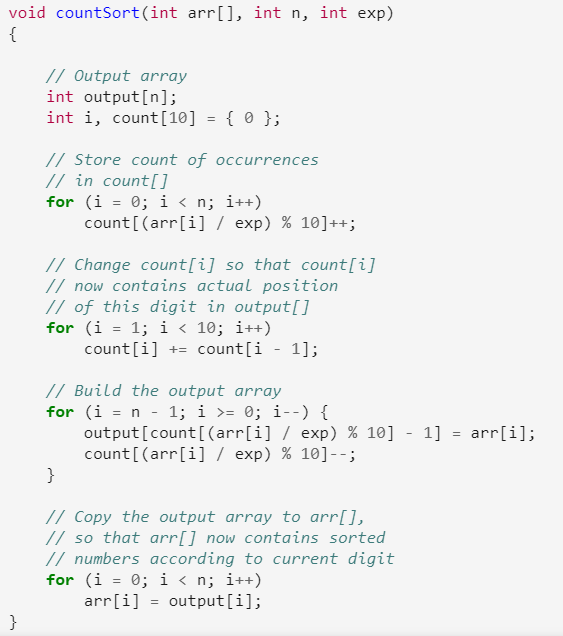 void countSort(int arr[], int n, int exp)
{
    // Output array
    int output[n];
    int i, count[10] = { 0 };
    // Store count of occurrences
    // in count[]
    for (i = 0; i < n; i++)
        count[(arr[i] / exp) % 10]++;
    // Change count[i] so that count[i]
    // now contains actual position
    // of this digit in output[]
    for (i = 1; i < 10; i++)
        count[i] += count[i - 1];
    // Build the output array
    for (i = n - 1; i >= 0; i--) {
        output[count[(arr[i] / exp) % 10] - 1] = arr[i];
        count[(arr[i] / exp) % 10]--;
    }
    // Copy the output array to arr[],
    // so that arr[] now contains sorted
    // numbers according to current digit
    for (i = 0; i < n; i++)
        arr[i] = output[i];
}